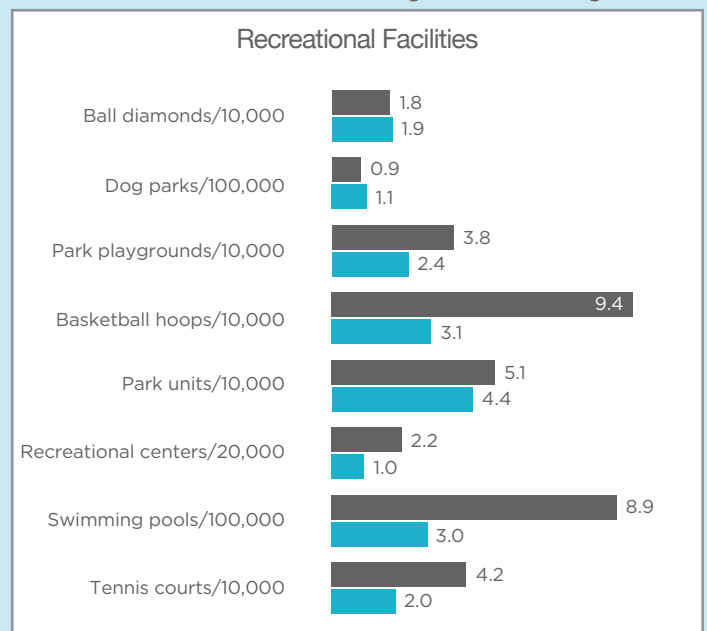 Recreational Facilities
Ball diamonds/10,000
1.8
1.9
Dog parks/100,000
0.9
1.1
Park playgrounds/10,000
3.8
2.4
Basketball hoops/10,000
9.4
3.1
Park units/10,000
5.1
4.4
Recreational centers/20,000
2.2
1.0
Swimming pools/100,000
8.9
3.0
Tennis courts/10,000
4.2
2.0